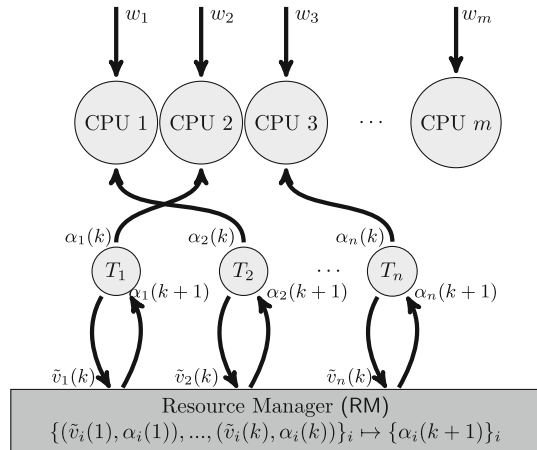 w₁ w₂ w₃ wₘ
CPU 1 CPU 2 CPU 3 ··· CPU m
α₁(k) α₂(k) αₙ(k)
T₁ T₂ ··· Tₙ
α₁(k+1) α₂(k+1) αₙ(k+1)
ṽ₁(k) ṽ₂(k) ṽₙ(k)
Resource Manager (RM)
{(ṽᵢ(1), αᵢ(1)), ..., (ṽᵢ(k), αᵢ(k))}ᵢ ↦ {αᵢ(k+1)}ᵢ